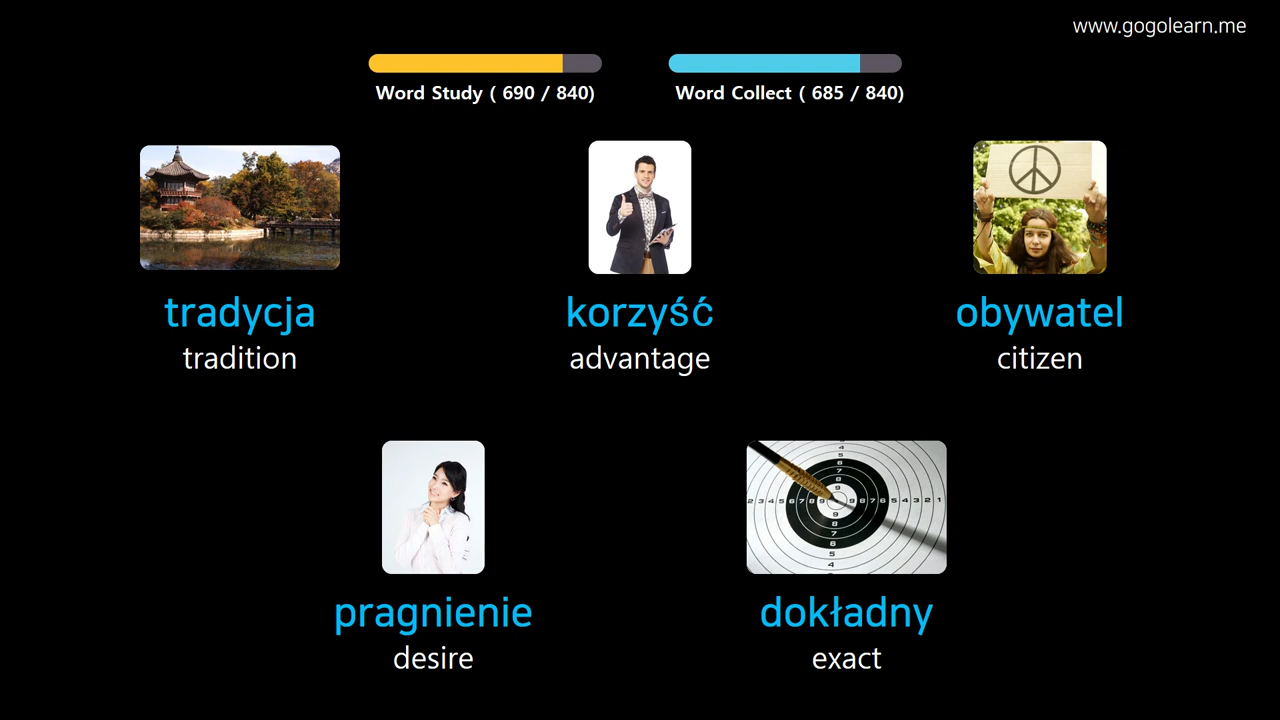 www.gogolearn.me
Word Study ( 690 / 840)
Word Collect ( 685 / 840)
tradycja
tradition
korzyść
advantage
obywatel
citizen
pragnienie
desire
dokładny
exact